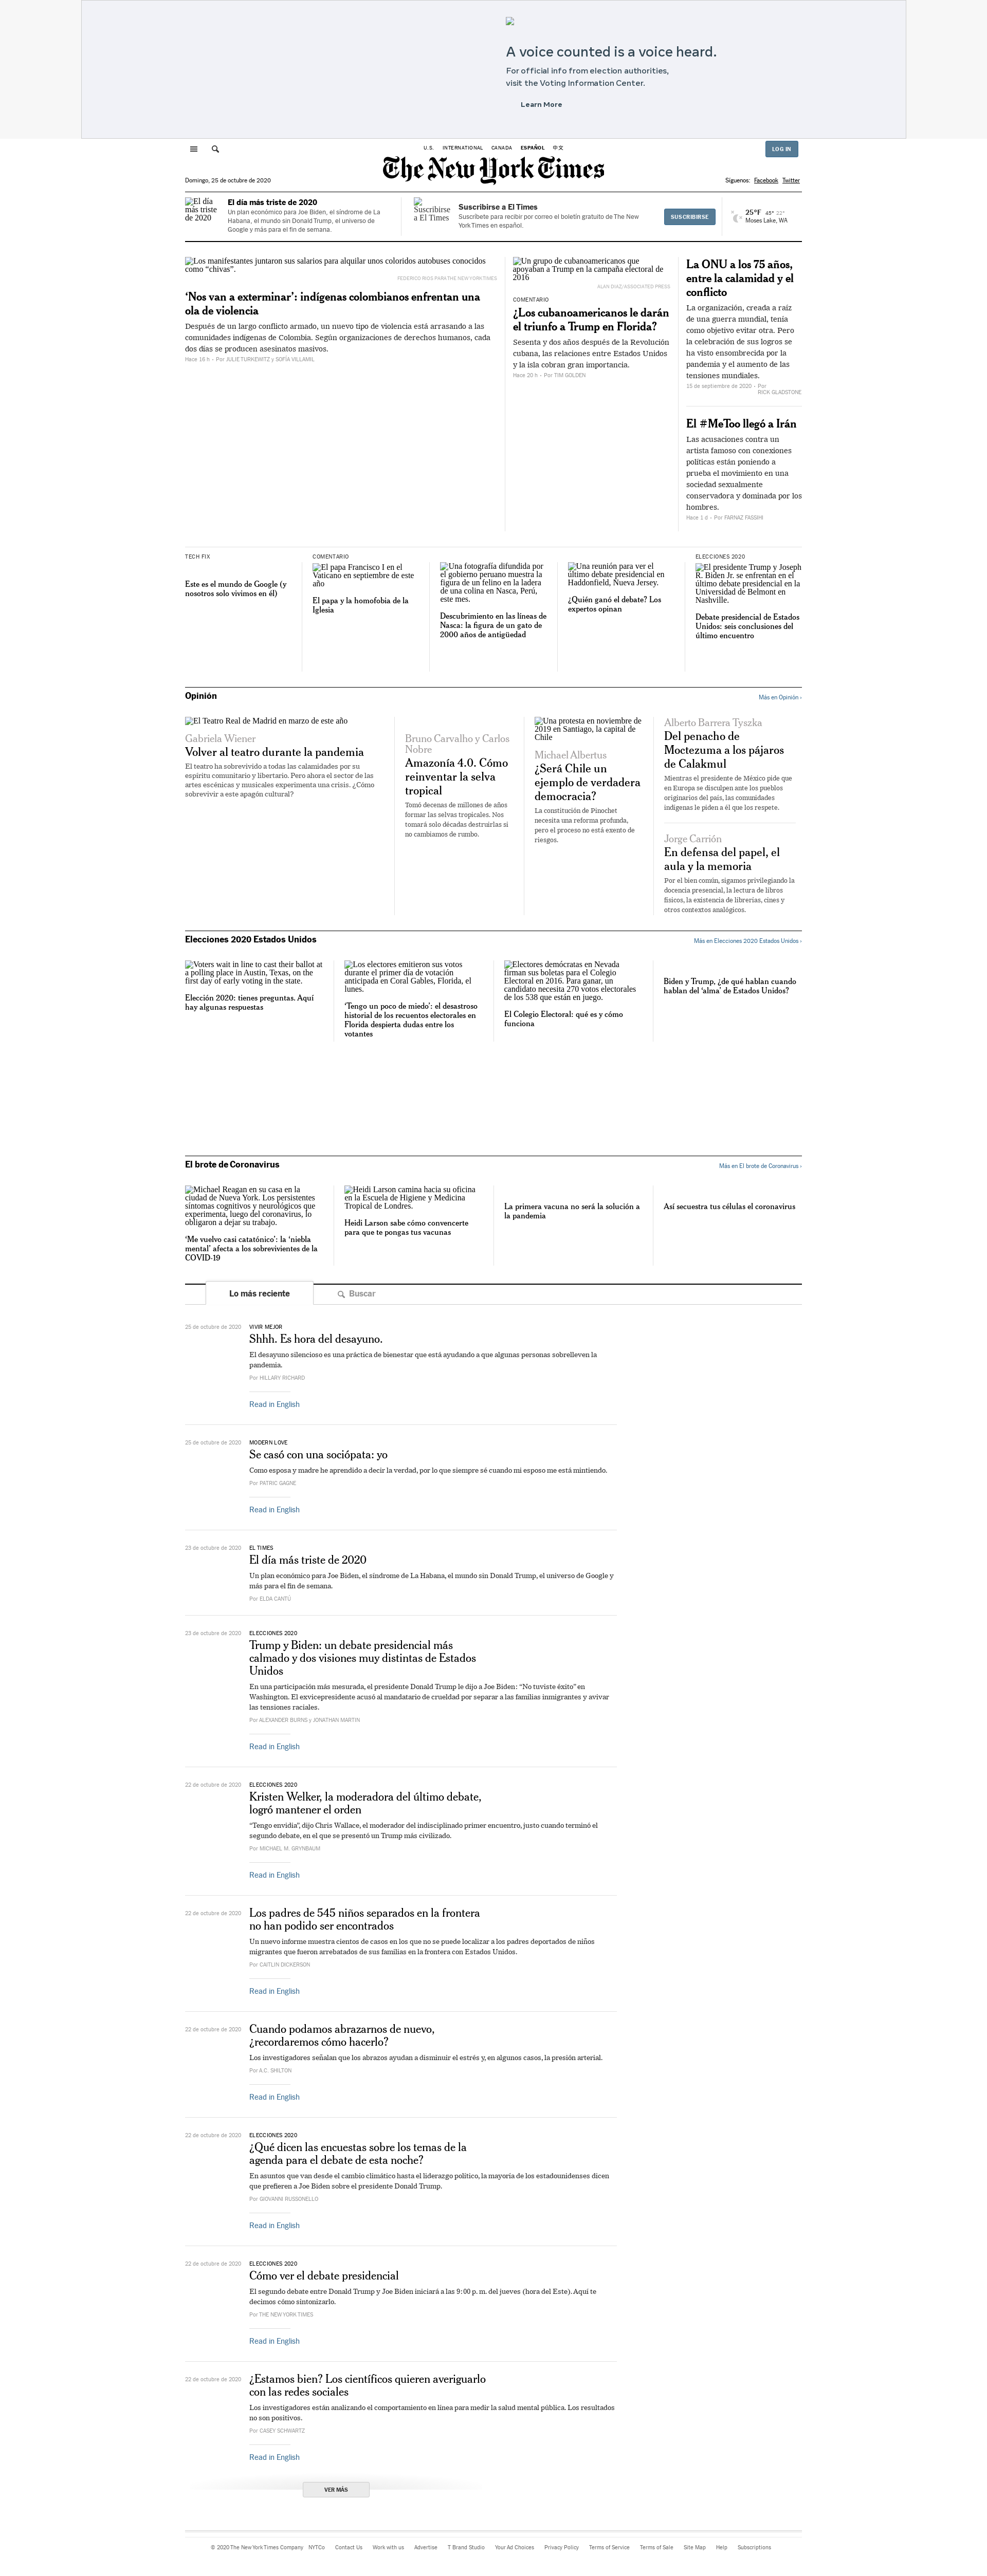 A voice counted is a voice heard.
For official info from election authorities,
visit the Voting Information Center.
Learn More
U.S. INTERNATIONAL CANADA ESPAÑOL 中文
LOG IN
The New York Times
Domingo, 25 de octubre de 2020
Síguenos: Facebook Twitter
El día
más triste
de 2020
El día más triste de 2020
Un plan económico para Joe Biden, el síndrome de La
Habana, el mundo sin Donald Trump, el universo de
Google y más para el fin de semana.
Suscribirse
a El Times
Suscribirse a El Times
Suscríbete para recibir por correo el boletín gratuito de The New
York Times en español.
SUSCRIBIRSE
25°F 45° 22°
Moses Lake, WA
Los manifestantes juntaron sus salarios para alquilar unos coloridos autobuses conocidos
como “chivas”.
FEDERICO RIOS PARA THE NEW YORK TIMES
‘Nos van a exterminar’: indígenas colombianos enfrentan una
ola de violencia
Después de un largo conflicto armado, un nuevo tipo de violencia está arrasando a las
comunidades indígenas de Colombia. Según organizaciones de derechos humanos, cada
dos días se producen asesinatos masivos.
Hace 16 h – Por JULIE TURKEWITZ y SOFÍA VILLAMIL
Un grupo de cubanoamericanos que
apoyaban a Trump en la campaña electoral de
2016
ALAN DIAZ/ASSOCIATED PRESS
COMENTARIO
¿Los cubanoamericanos le darán
el triunfo a Trump en Florida?
Sesenta y dos años después de la Revolución
cubana, las relaciones entre Estados Unidos
y la isla cobran gran importancia.
Hace 20 h – Por TIM GOLDEN
La ONU a los 75 años,
entre la calamidad y el
conflicto
La organización, creada a raíz
de una guerra mundial, tenía
como objetivo evitar otra. Pero
la celebración de sus logros se
ha visto ensombrecida por la
pandemia y el aumento de las
tensiones mundiales.
15 de septiembre de 2020 – Por
RICK GLADSTONE
El #MeToo llegó a Irán
Las acusaciones contra un
artista famoso con conexiones
políticas están poniendo a
prueba el movimiento en una
sociedad sexualmente
conservadora y dominada por los
hombres.
Hace 1 d – Por FARNAZ FASSIHI
TECH FIX
Este es el mundo de Google (y
nosotros solo vivimos en él)
COMENTARIO
El papa Francisco I en el
Vaticano en septiembre de este
año
El papa y la homofobia de la
Iglesia
Una fotografía difundida por
el gobierno peruano muestra la
figura de un felino en la ladera
de una colina en Nasca, Perú,
este mes.
Descubrimiento en las líneas de
Nasca: la figura de un gato de
2000 años de antigüedad
Una reunión para ver el
último debate presidencial en
Haddonfield, Nueva Jersey.
¿Quién ganó el debate? Los
expertos opinan
ELECCIONES 2020
El presidente Trump y Joseph
R. Biden Jr. se enfrentan en el
último debate presidencial en la
Universidad de Belmont en
Nashville.
Debate presidencial de Estados
Unidos: seis conclusiones del
último encuentro
Opinión
Más en Opinión ›
El Teatro Real de Madrid en marzo de este año
Gabriela Wiener
Volver al teatro durante la pandemia
El teatro ha sobrevivido a todas las calamidades por su
espíritu comunitario y libertario. Pero ahora el sector de las
artes escénicas y musicales experimenta una crisis. ¿Cómo
sobrevivir a este apagón cultural?
Bruno Carvalho y Carlos
Nobre
Amazonía 4.0. Cómo
reinventar la selva
tropical
Tomó decenas de millones de años
formar las selvas tropicales. Nos
tomará solo décadas destruirlas si
no cambiamos de rumbo.
Una protesta en noviembre de
2019 en Santiago, la capital de
Chile
Michael Albertus
¿Será Chile un
ejemplo de verdadera
democracia?
La constitución de Pinochet
necesita una reforma profunda,
pero el proceso no está exento de
riesgos.
Alberto Barrera Tyszka
Del penacho de
Moctezuma a los pájaros
de Calakmul
Mientras el presidente de México pide que
en Europa se disculpen ante los pueblos
originarios del país, las comunidades
indígenas le piden a él que los respete.
Jorge Carrión
En defensa del papel, el
aula y la memoria
Por el bien común, sigamos privilegiando la
docencia presencial, la lectura de libros
físicos, la existencia de librerías, cines y
otros contextos analógicos.
Elecciones 2020 Estados Unidos
Más en Elecciones 2020 Estados Unidos ›
Voters wait in line to cast their ballot at
a polling place in Austin, Texas, on the
first day of early voting in the state.
Elección 2020: tienes preguntas. Aquí
hay algunas respuestas
Los electores emitieron sus votos
durante el primer día de votación
anticipada en Coral Gables, Florida, el
lunes.
‘Tengo un poco de miedo’: el desastroso
historial de los recuentos electorales en
Florida despierta dudas entre los
votantes
Electores demócratas en Nevada
firman sus boletas para el Colegio
Electoral en 2016. Para ganar, un
candidato necesita 270 votos electorales
de los 538 que están en juego.
El Colegio Electoral: qué es y cómo
funciona
Biden y Trump, ¿de qué hablan cuando
hablan del ‘alma’ de Estados Unidos?
El brote de Coronavirus
Más en El brote de Coronavirus ›
Michael Reagan en su casa en la
ciudad de Nueva York. Los persistentes
síntomas cognitivos y neurológicos que
experimenta, luego del coronavirus, lo
obligaron a dejar su trabajo.
‘Me vuelvo casi catatónico’: la ‘niebla
mental’ afecta a los sobrevivientes de la
COVID-19
Heidi Larson camina hacia su oficina
en la Escuela de Higiene y Medicina
Tropical de Londres.
Heidi Larson sabe cómo convencerte
para que te pongas tus vacunas
La primera vacuna no será la solución a
la pandemia
Así secuestra tus células el coronavirus
Lo más reciente
Buscar
25 de octubre de 2020 VIVIR MEJOR
Shhh. Es hora del desayuno.
El desayuno silencioso es una práctica de bienestar que está ayudando a que algunas personas sobrelleven la
pandemia.
Por HILLARY RICHARD
Read in English
25 de octubre de 2020 MODERN LOVE
Se casó con una sociópata: yo
Como esposa y madre he aprendido a decir la verdad, por lo que siempre sé cuando mi esposo me está mintiendo.
Por PATRIC GAGNE
Read in English
23 de octubre de 2020 EL TIMES
El día más triste de 2020
Un plan económico para Joe Biden, el síndrome de La Habana, el mundo sin Donald Trump, el universo de Google y
más para el fin de semana.
Por ELDA CANTÚ
23 de octubre de 2020 ELECCIONES 2020
Trump y Biden: un debate presidencial más
calmado y dos visiones muy distintas de Estados
Unidos
En una participación más mesurada, el presidente Donald Trump le dijo a Joe Biden: “No tuviste éxito” en
Washington. El exvicepresidente acusó al mandatario de crueldad por separar a las familias inmigrantes y avivar
las tensiones raciales.
Por ALEXANDER BURNS y JONATHAN MARTIN
Read in English
22 de octubre de 2020 ELECCIONES 2020
Kristen Welker, la moderadora del último debate,
logró mantener el orden
“Tengo envidia”, dijo Chris Wallace, el moderador del indisciplinado primer encuentro, justo cuando terminó el
segundo debate, en el que se presentó un Trump más civilizado.
Por MICHAEL M. GRYNBAUM
Read in English
22 de octubre de 2020
Los padres de 545 niños separados en la frontera
no han podido ser encontrados
Un nuevo informe muestra cientos de casos en los que no se puede localizar a los padres deportados de niños
migrantes que fueron arrebatados de sus familias en la frontera con Estados Unidos.
Por CAITLIN DICKERSON
Read in English
22 de octubre de 2020
Cuando podamos abrazarnos de nuevo,
¿recordaremos cómo hacerlo?
Los investigadores señalan que los abrazos ayudan a disminuir el estrés y, en algunos casos, la presión arterial.
Por A.C. SHILTON
Read in English
22 de octubre de 2020 ELECCIONES 2020
¿Qué dicen las encuestas sobre los temas de la
agenda para el debate de esta noche?
En asuntos que van desde el cambio climático hasta el liderazgo político, la mayoría de los estadounidenses dicen
que prefieren a Joe Biden sobre el presidente Donald Trump.
Por GIOVANNI RUSSONELLO
Read in English
22 de octubre de 2020 ELECCIONES 2020
Cómo ver el debate presidencial
El segundo debate entre Donald Trump y Joe Biden iniciará a las 9:00 p. m. del jueves (hora del Este). Aquí te
decimos cómo sintonizarlo.
Por THE NEW YORK TIMES
Read in English
22 de octubre de 2020
¿Estamos bien? Los científicos quieren averiguarlo
con las redes sociales
Los investigadores están analizando el comportamiento en línea para medir la salud mental pública. Los resultados
no son positivos.
Por CASEY SCHWARTZ
Read in English
VER MÁS
© 2020 The New York Times Company NYTCo Contact Us Work with us Advertise T Brand Studio Your Ad Choices Privacy Policy Terms of Service Terms of Sale Site Map Help Subscriptions